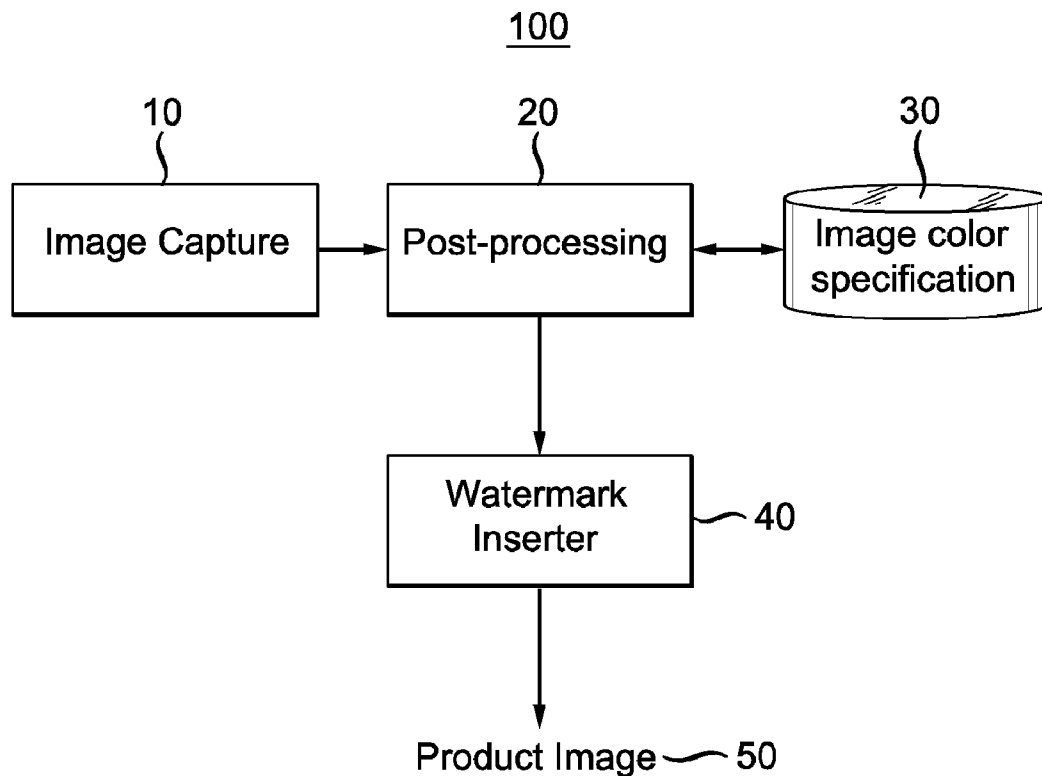 100
10
20
30
Image Capture
Post-processing
Image color
specification
Watermark
Inserter
40
Product Image
50